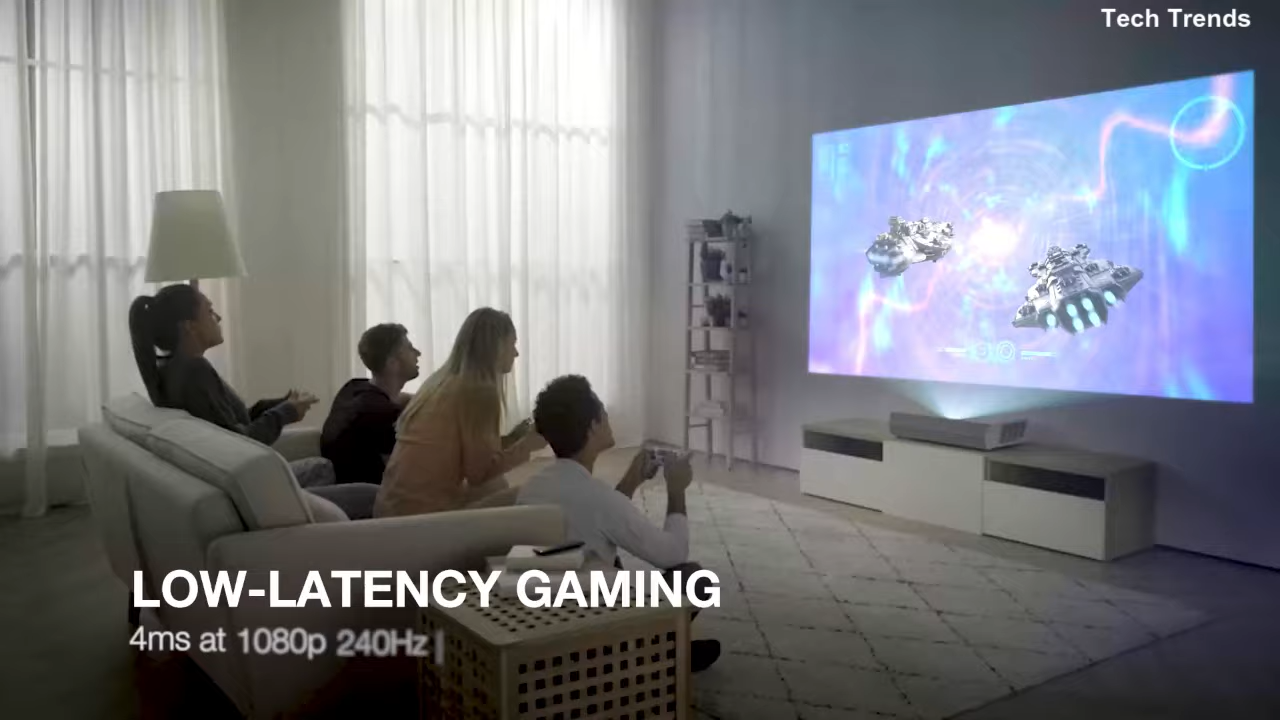 Tech Trends
LOW-LATENCY GAMING
4ms at 1080p 240Hz |